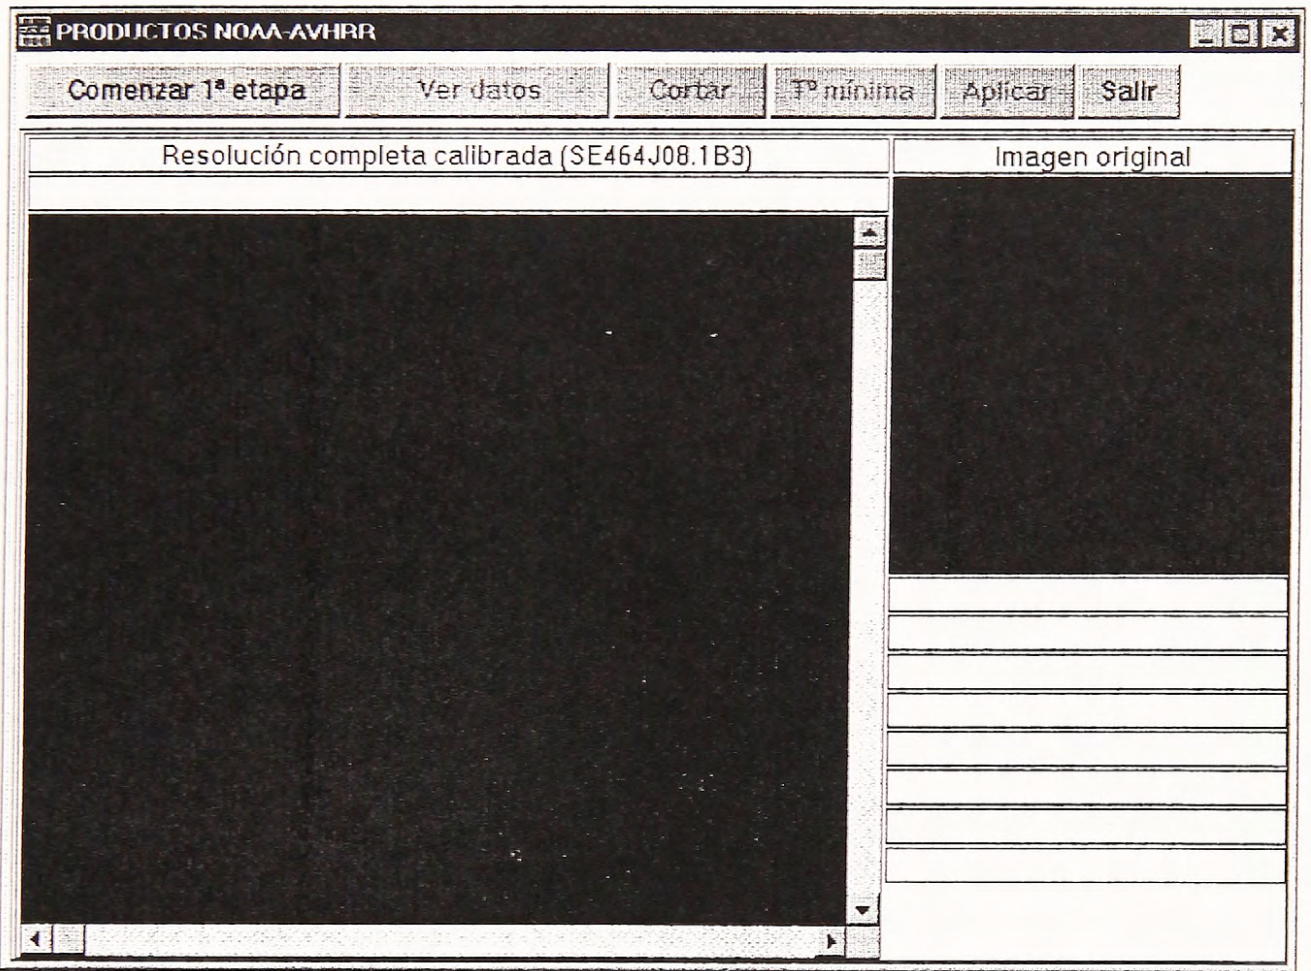 PRODUCTOS NOAA-AVHRR
Comenzar 1ª etapa Ver datos Cortar Tº mínima Aplicar Salir
Resolución completa calibrada (SE464J08.1B3) Imagen original